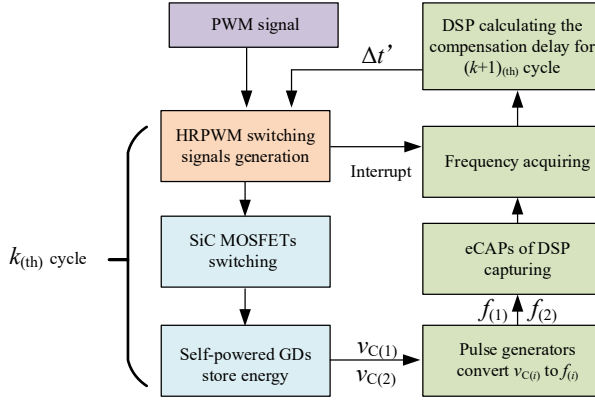 PWM signal
DSP calculating the
compensation delay for
(k+1)(th) cycle
Δt’
HRPWM switching
signals generation
Interrupt
Frequency acquiring
k(th) cycle
SiC MOSFETs
switching
eCAPs of DSP
capturing
f(1) f(2)
Self-powered GDs
store energy
vC(1)
vC(2)
Pulse generators
convert vC(i) to f(i)